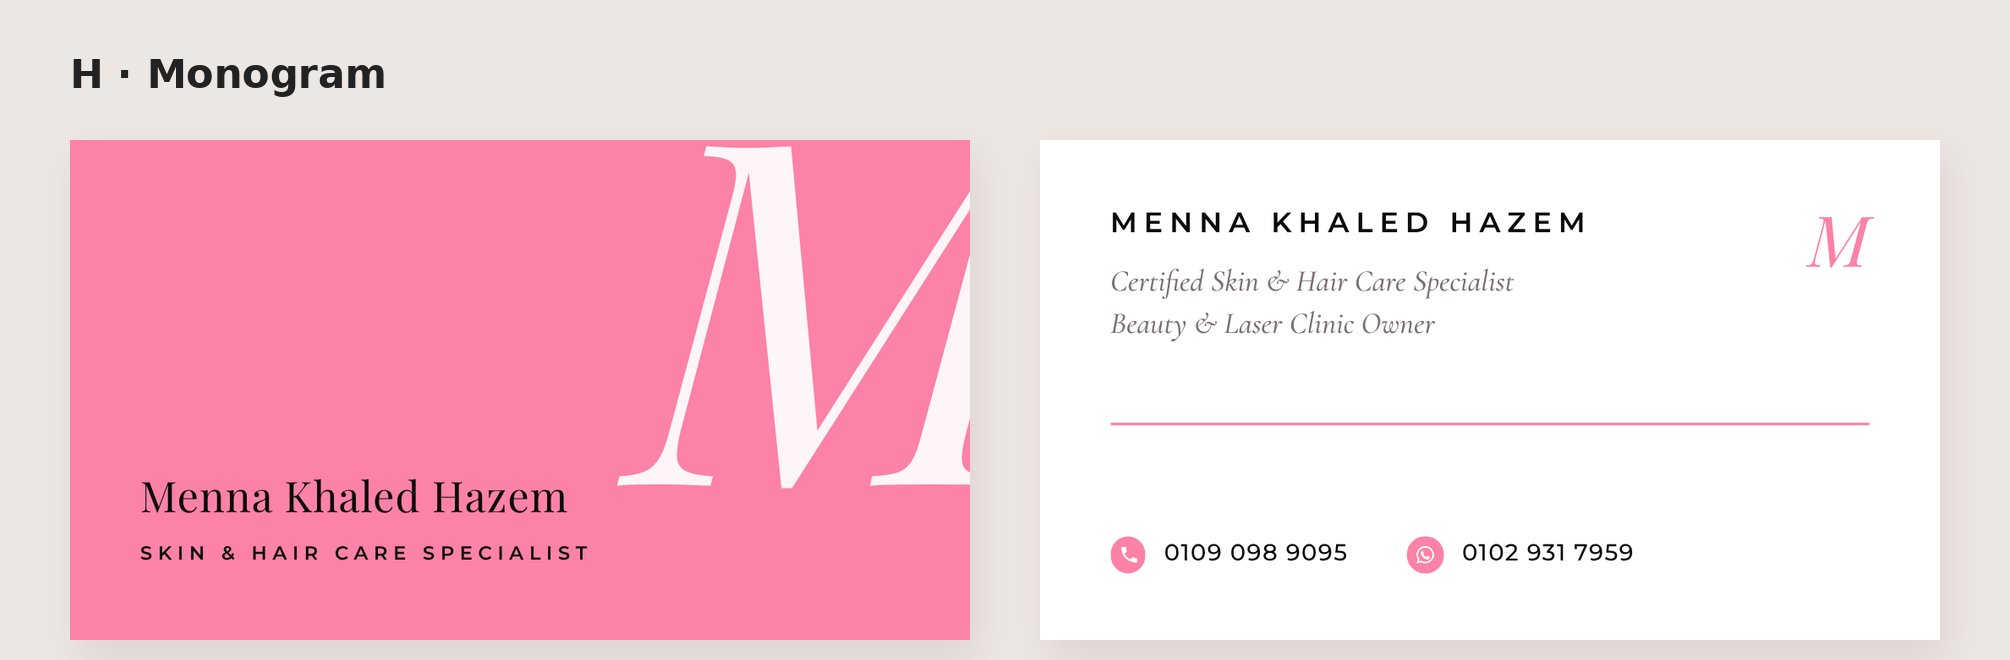 H · Monogram
M
Menna Khaled Hazem
SKIN & HAIR CARE SPECIALIST
MENNA KHALED HAZEM
M
Certified Skin & Hair Care Specialist
Beauty & Laser Clinic Owner
0109 098 9095
0102 931 7959